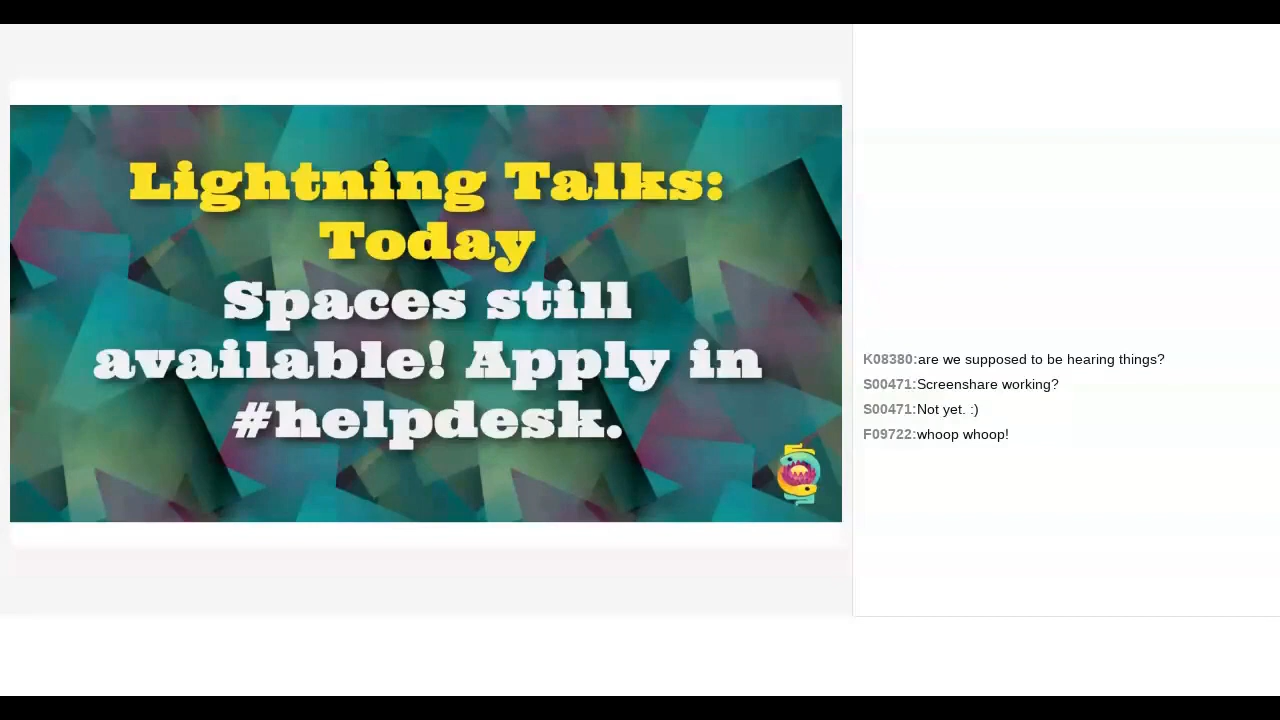 Lightning Talks:
Today
Spaces still
available! Apply in
#helpdesk.
K08380:are we supposed to be hearing things?
S00471:Screenshare working?
S00471:Not yet. :)
F09722:whoop whoop!